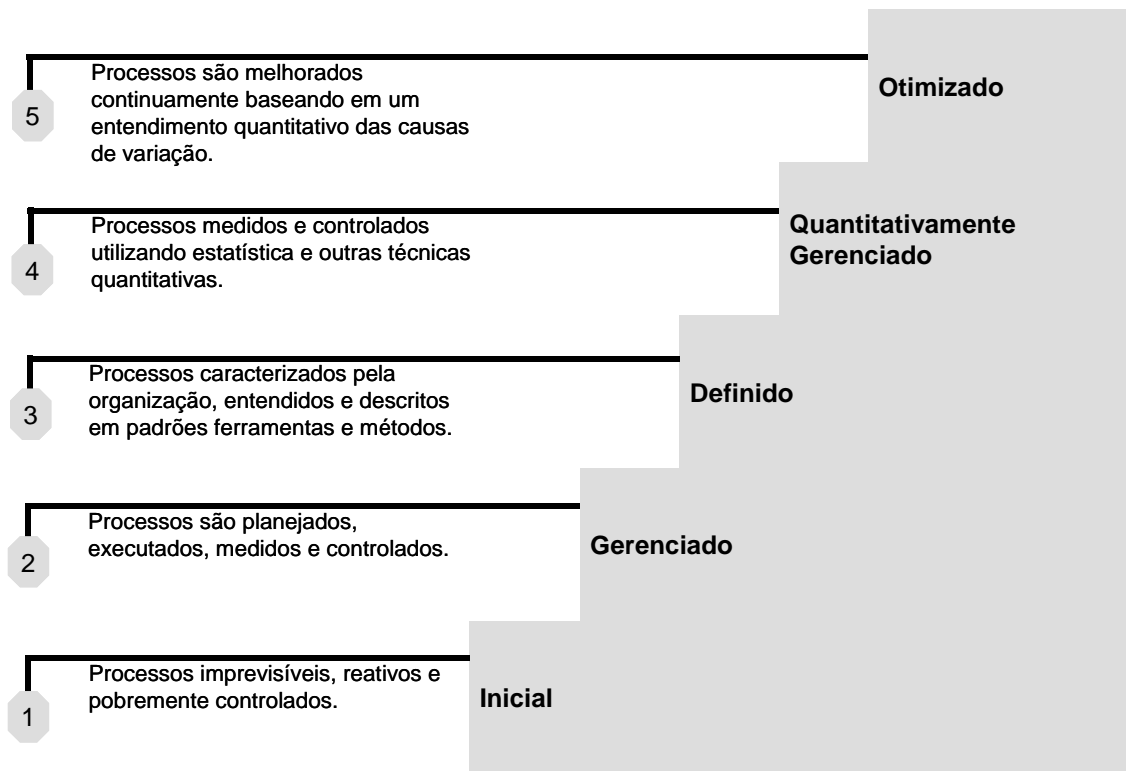 Processos são melhorados
continuamente baseando em um
entendimento quantitativo das causas
de variação.
5
Otimizado
Processos medidos e controlados
utilizando estatística e outras técnicas
quantitativas.
4
Quantitativamente
Gerenciado
Processos caracterizados pela
organização, entendidos e descritos
em padrões ferramentas e métodos.
3
Definido
Processos são planejados,
executados, medidos e controlados.
2
Gerenciado
Processos imprevisíveis, reativos e
pobremente controlados.
1
Inicial